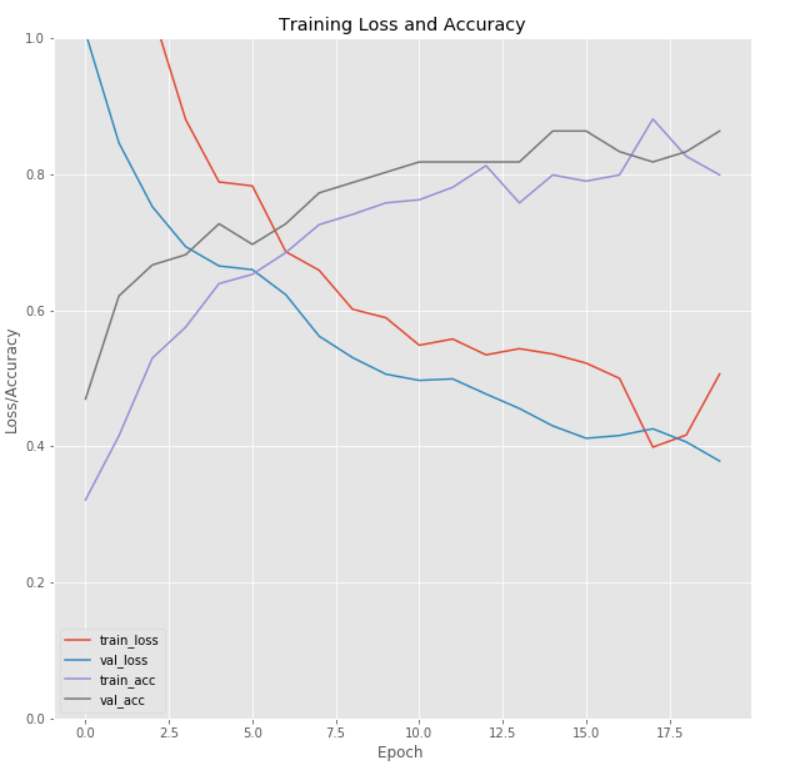 Training Loss and Accuracy
1.0
0.8
0.6
0.4
0.2
0.0
Loss/Accuracy
train_loss
val_loss
train_acc
val_acc
0.0 2.5 5.0 7.5 10.0 12.5 15.0 17.5
Epoch